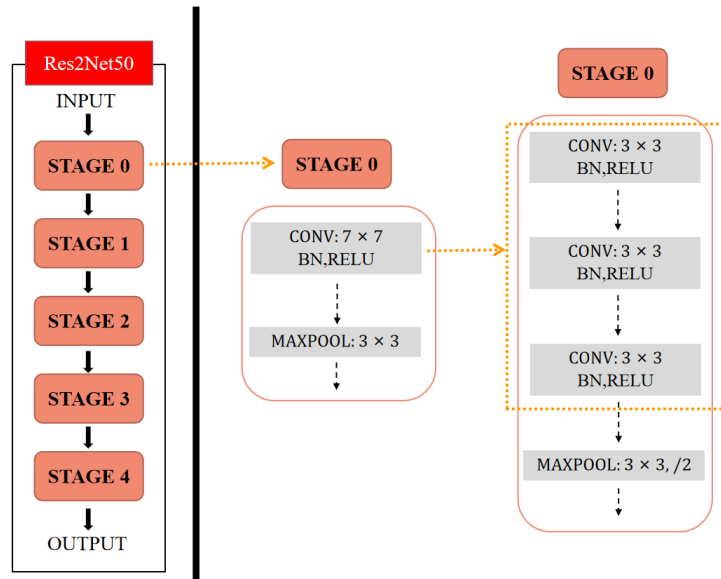 Res2Net50
INPUT
STAGE 0
STAGE 1
STAGE 2
STAGE 3
STAGE 4
OUTPUT
STAGE 0
CONV: 7 × 7
BN,RELU
MAXPOOL: 3 × 3
STAGE 0
CONV: 3 × 3
BN,RELU
CONV: 3 × 3
BN,RELU
CONV: 3 × 3
BN,RELU
MAXPOOL: 3 × 3, /2